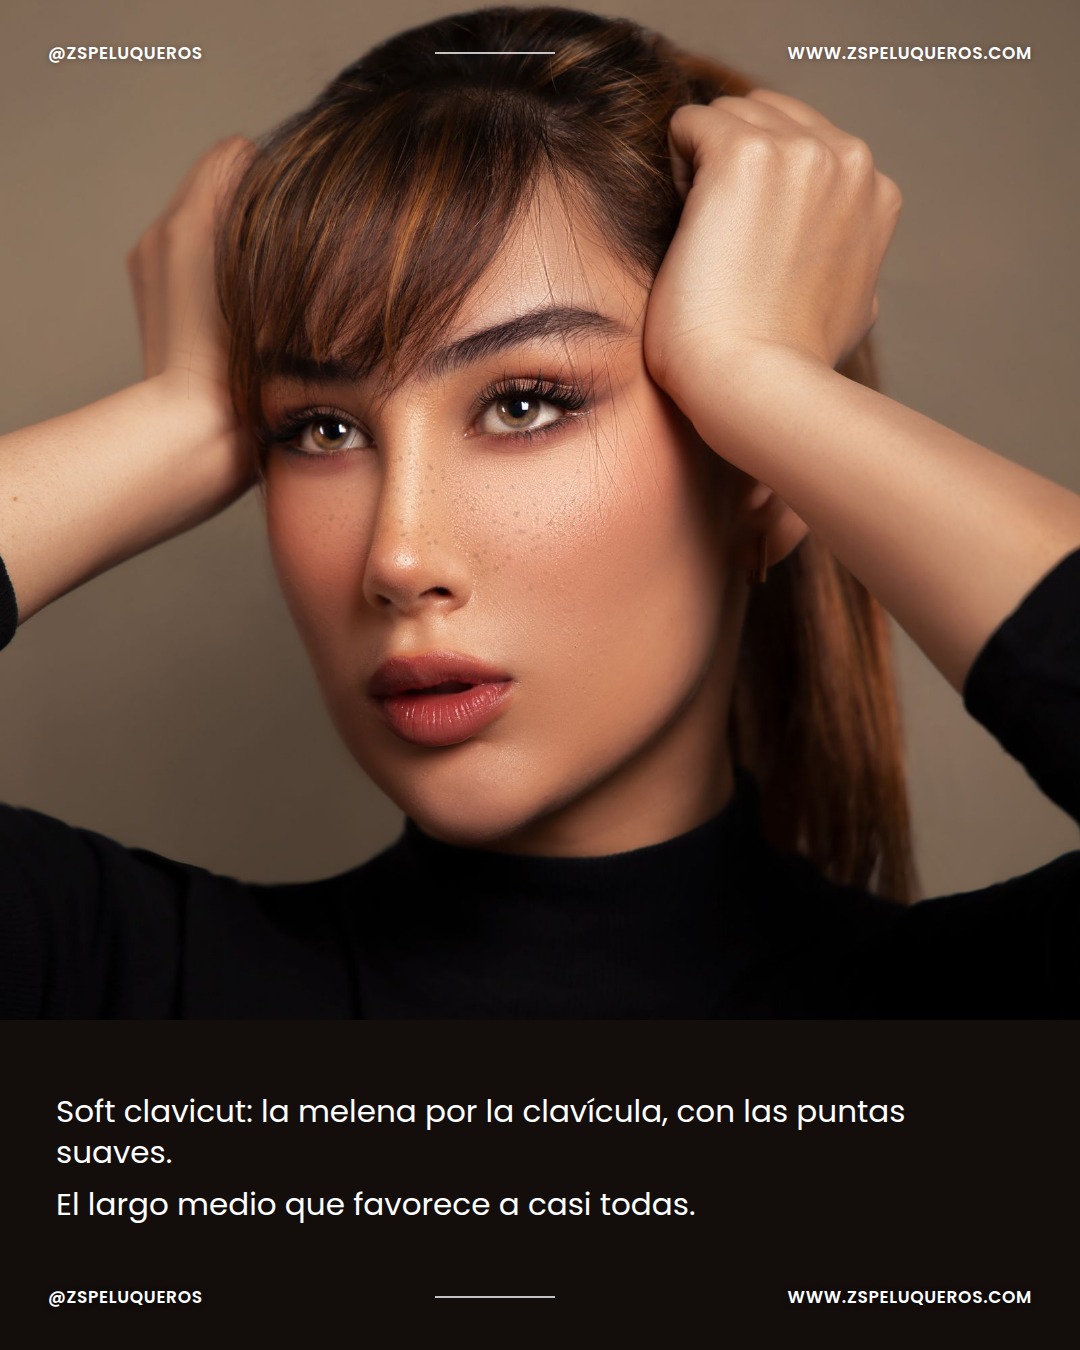 @ZSPELUQUEROS
WWW.ZSPELUQUEROS.COM
Soft clavicut: la melena por la clavícula, con las puntas
suaves.
El largo medio que favorece a casi todas.
@ZSPELUQUEROS
WWW.ZSPELUQUEROS.COM